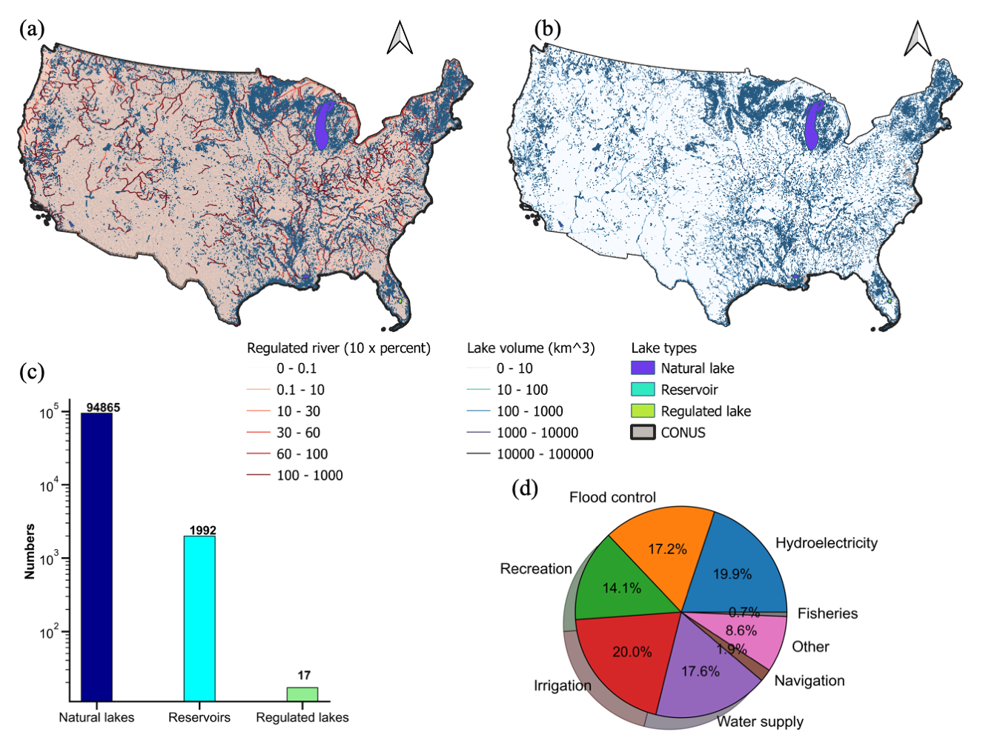 (a)
(b)
Regulated river (10 x percent)
0 - 0.1
0.1 - 10
10 - 30
30 - 60
60 - 100
100 - 1000
Lake volume (km^3)
0 - 10
10 - 100
100 - 1000
1000 - 10000
10000 - 100000
Lake types
Natural lake
Reservoir
Regulated lake
CONUS
(c)
94865
1992
17
10^5
10^4
10^3
10^2
Numbers
Natural lakes
Reservoirs
Regulated lakes
(d)
Flood control
17.2%
Hydroelectricity
19.9%
Recreation
14.1%
0.7%
Fisheries
8.6%
Other
1.9%
Navigation
20.0%
Irrigation
17.6%
Water supply